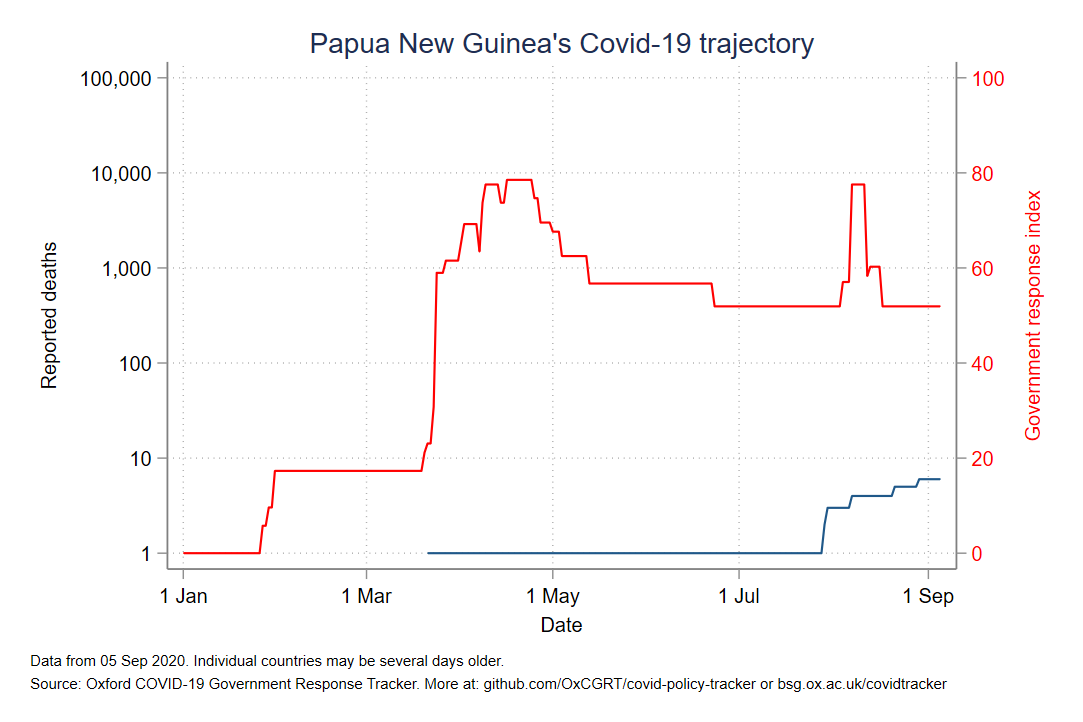 Papua New Guinea's Covid-19 trajectory
100,000
10,000
1,000
100
10
1
Reported deaths
100
80
60
40
20
0
Government response index
1 Jan
1 Mar
1 May
1 Jul
1 Sep
Date
Data from 05 Sep 2020. Individual countries may be several days older.
Source: Oxford COVID-19 Government Response Tracker. More at: github.com/OxCGRT/covid-policy-tracker or bsg.ox.ac.uk/covidtracker